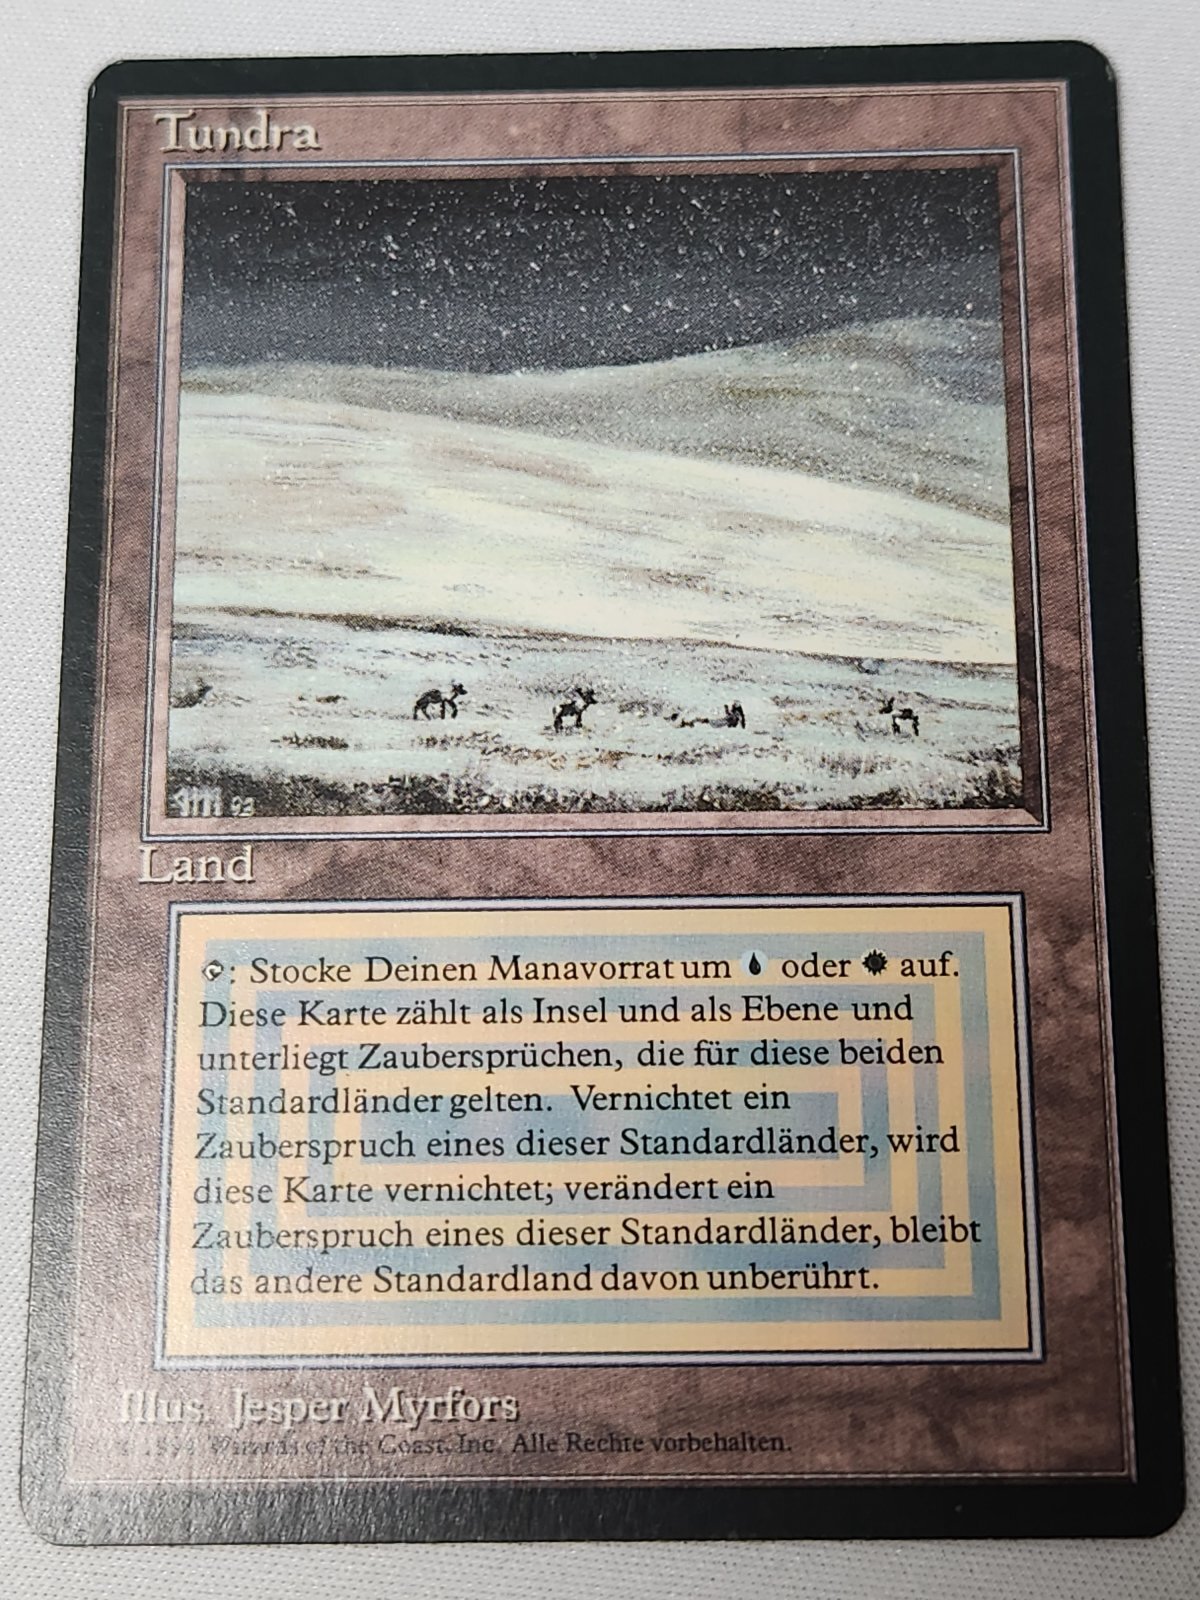 Tundra
93
Land
: Stocke Deinen Manavorrat um oder auf.
Diese Karte zählt als Insel und als Ebene und
unterliegt Zaubersprüchen, die für diese beiden
Standardländer gelten. Vernichtet ein
Zauberspruch eines dieser Standardländer, wird
diese Karte vernichtet; verändert ein
Zauberspruch eines dieser Standardländer, bleibt
das andere Standardland davon unberührt.
Illus. Jesper Myrfors
© 1994 Wizards of the Coast, Inc. Alle Rechte vorbehalten.